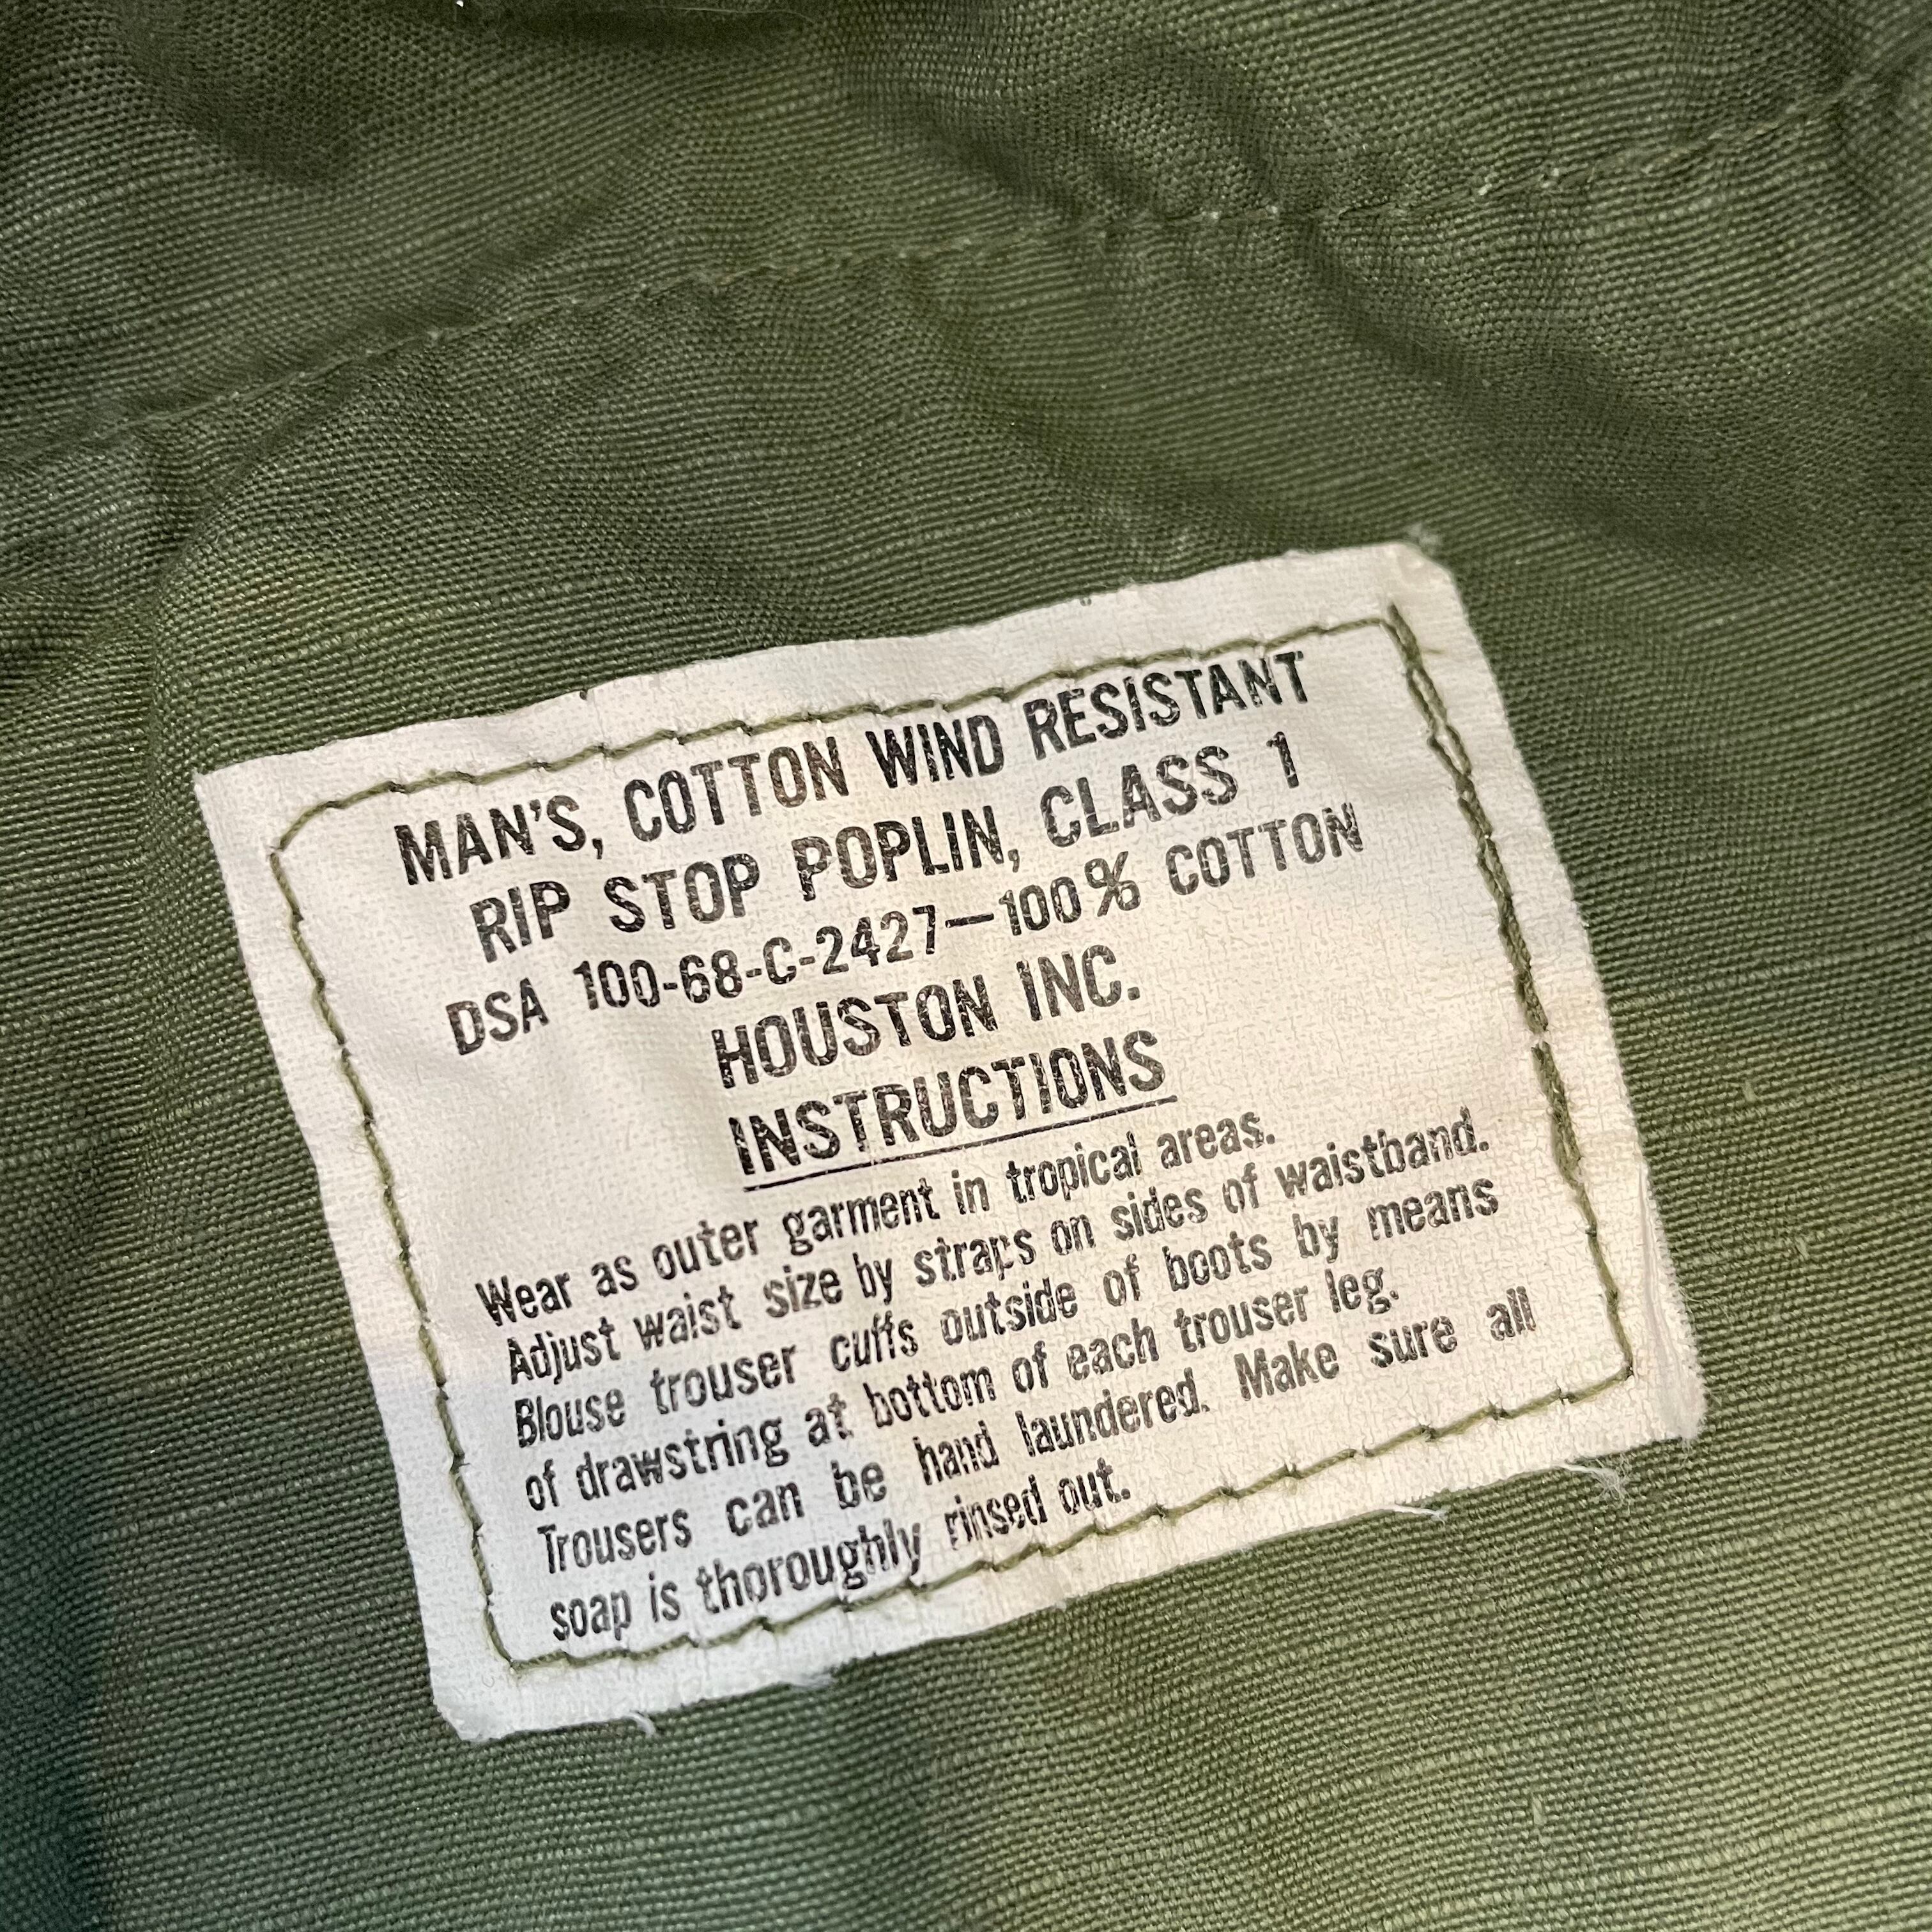 MAN'S, COTTON WIND RESISTANT
RIP STOP POPLIN, CLASS 1
DSA 100-68-C-2427—100% COTTON
HOUSTON INC.
INSTRUCTIONS
Wear as outer garment in tropical areas.
Adjust waist size by straps on sides of waistband.
Blouse trouser cuffs outside of boots by means
of drawstring at bottom of each trouser leg.
Trousers can be hand laundered. Make sure all
soap is thoroughly rinsed out.